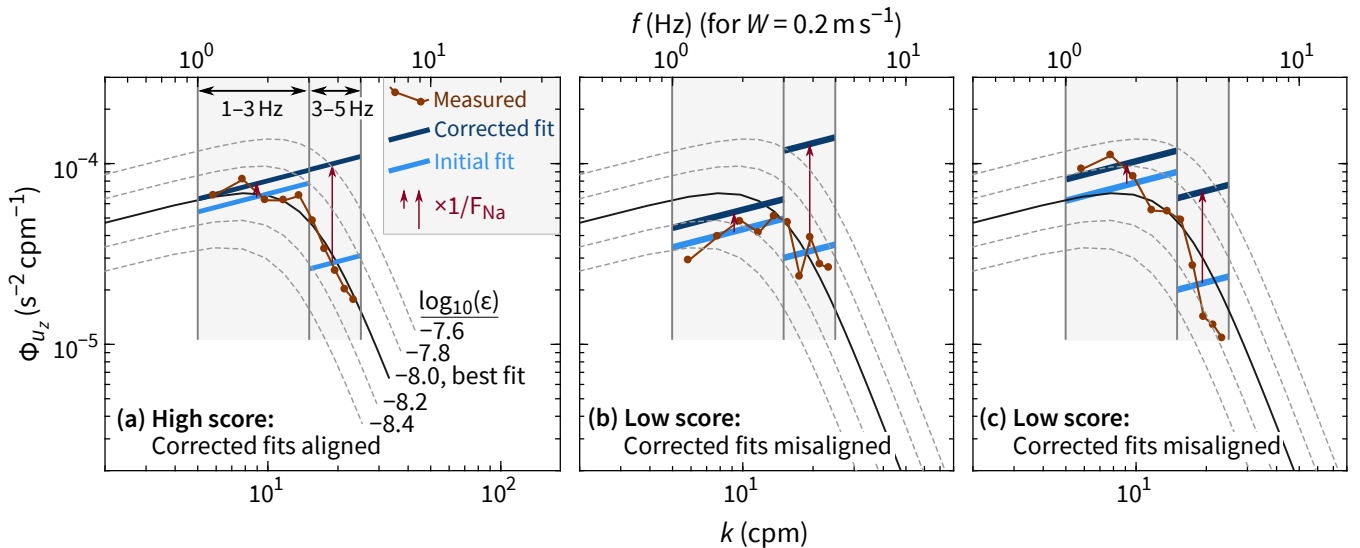 f (Hz) (for W = 0.2 m s⁻¹)
10⁰ 10¹ 10⁰ 10¹ 10⁰ 10¹
1–3 Hz 3–5 Hz
Measured
Corrected fit
Initial fit
×1/F_Na
10⁻⁴
10⁻⁵
Φ_{u_z} (s⁻² cpm⁻¹)
log₁₀(ε)
−7.6
−7.8
−8.0, best fit
−8.2
−8.4
(a) High score:
Corrected fits aligned
(b) Low score:
Corrected fits misaligned
(c) Low score:
Corrected fits misaligned
10¹ 10² 10¹ 10¹
k (cpm)